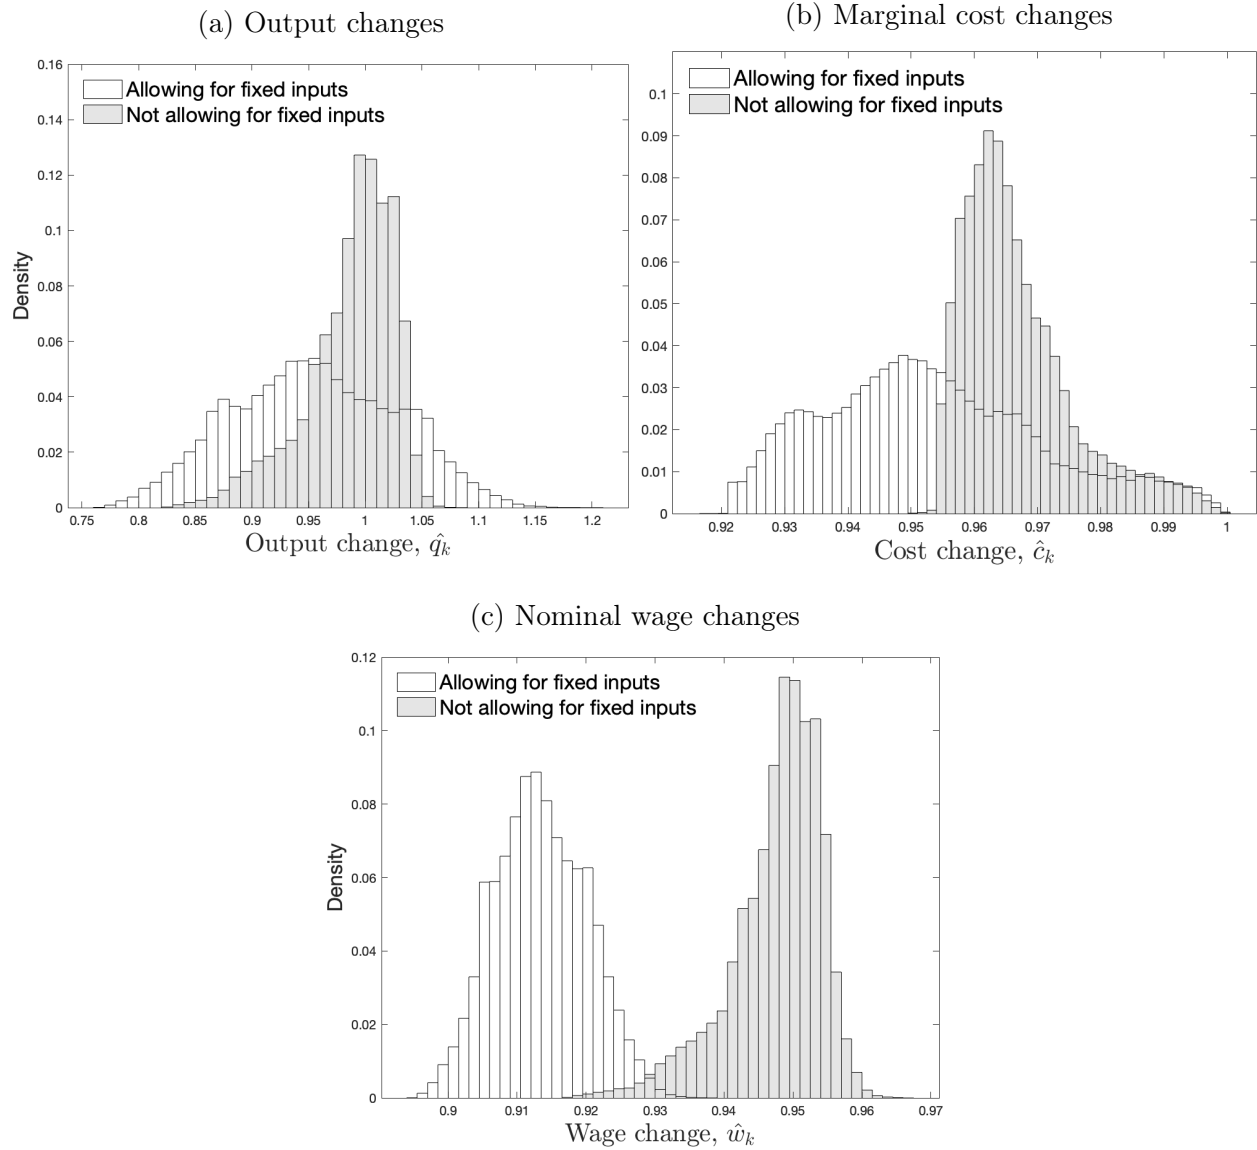 (a) Output changes
Allowing for fixed inputs
Not allowing for fixed inputs
Density
0.16
0.14
0.12
0.1
0.08
0.06
0.04
0.02
0
0.75 0.8 0.85 0.9 0.95 1 1.05 1.1 1.15 1.2
Output change, q̂ₖ
(b) Marginal cost changes
Allowing for fixed inputs
Not allowing for fixed inputs
0.1
0.09
0.08
0.07
0.06
0.05
0.04
0.03
0.02
0.01
0
0.92 0.93 0.94 0.95 0.96 0.97 0.98 0.99 1
Cost change, ĉₖ
(c) Nominal wage changes
Allowing for fixed inputs
Not allowing for fixed inputs
Density
0.12
0.1
0.08
0.06
0.04
0.02
0
0.9 0.91 0.92 0.93 0.94 0.95 0.96 0.97
Wage change, ŵₖ